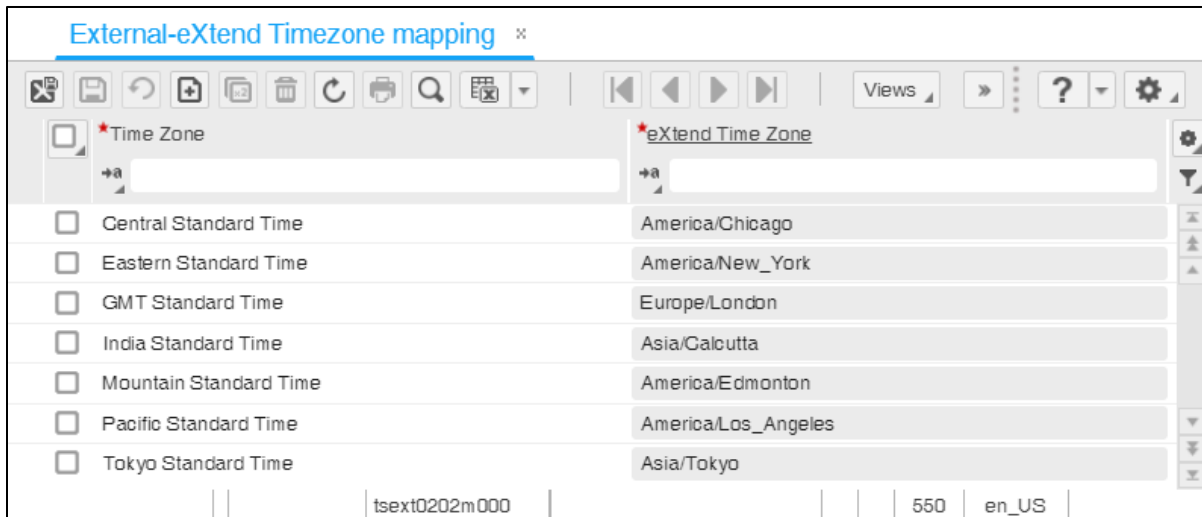 External-eXtend Timezone mapping
Views
*Time Zone *eXtend Time Zone
Central Standard Time America/Chicago
Eastern Standard Time America/New_York
GMT Standard Time Europe/London
India Standard Time Asia/Calcutta
Mountain Standard Time America/Edmonton
Pacific Standard Time America/Los_Angeles
Tokyo Standard Time Asia/Tokyo
tsext0202m000 550 en_US